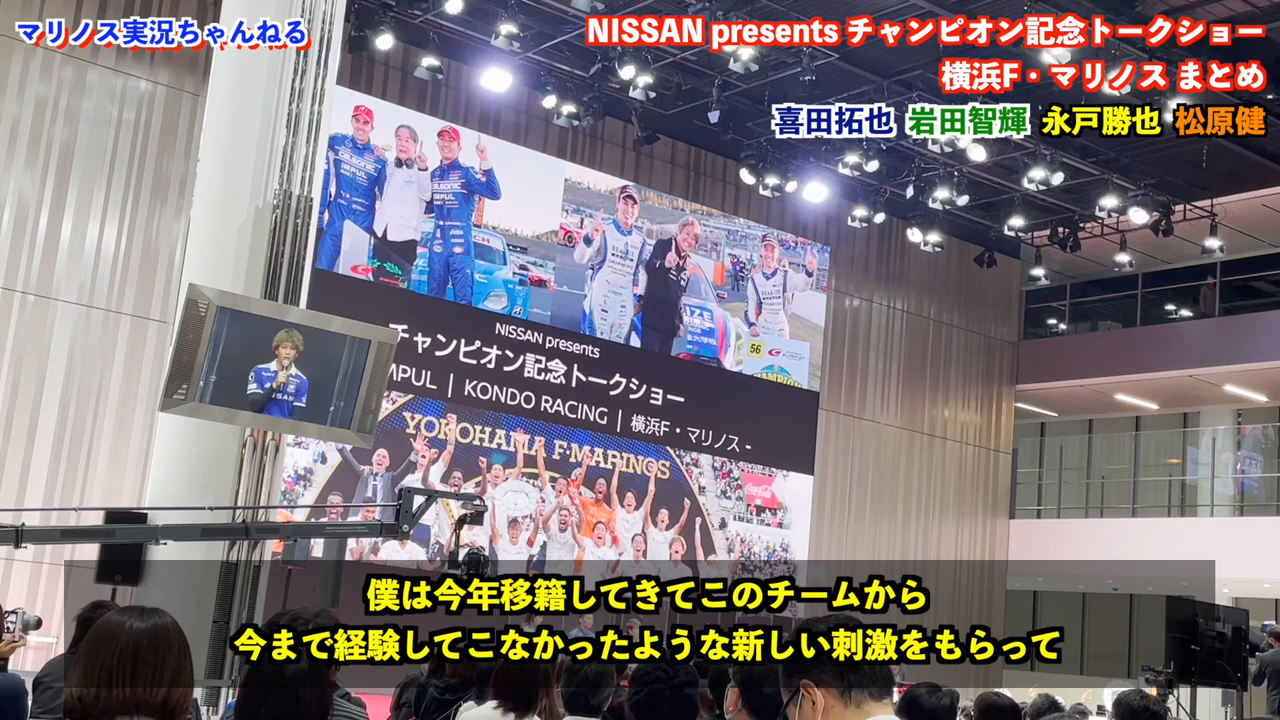 マリノス実況ちゃんねる
NISSAN presents チャンピオン記念トークショー
横浜F・マリノス まとめ
喜田拓也 岩田智輝 永戸勝也 松原健
CALSONIC
IMPUL
56
NISSAN presents
チャンピオン記念トークショー
MPUL | KONDO RACING | 横浜F・マリノス -
YOKOHAMA F・MARINOS
Coca-Cola
NISSAN
僕は今年移籍してきてこのチームから
今まで経験してこなかったような新しい刺激をもらって